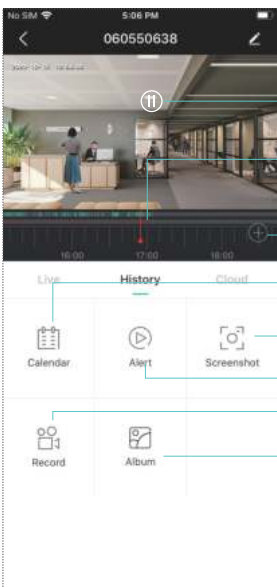 No SIM 5:06 PM
060550638
16:00 17:00 18:00
Live History Cloud
Calendar Alert Screenshot
Record Album